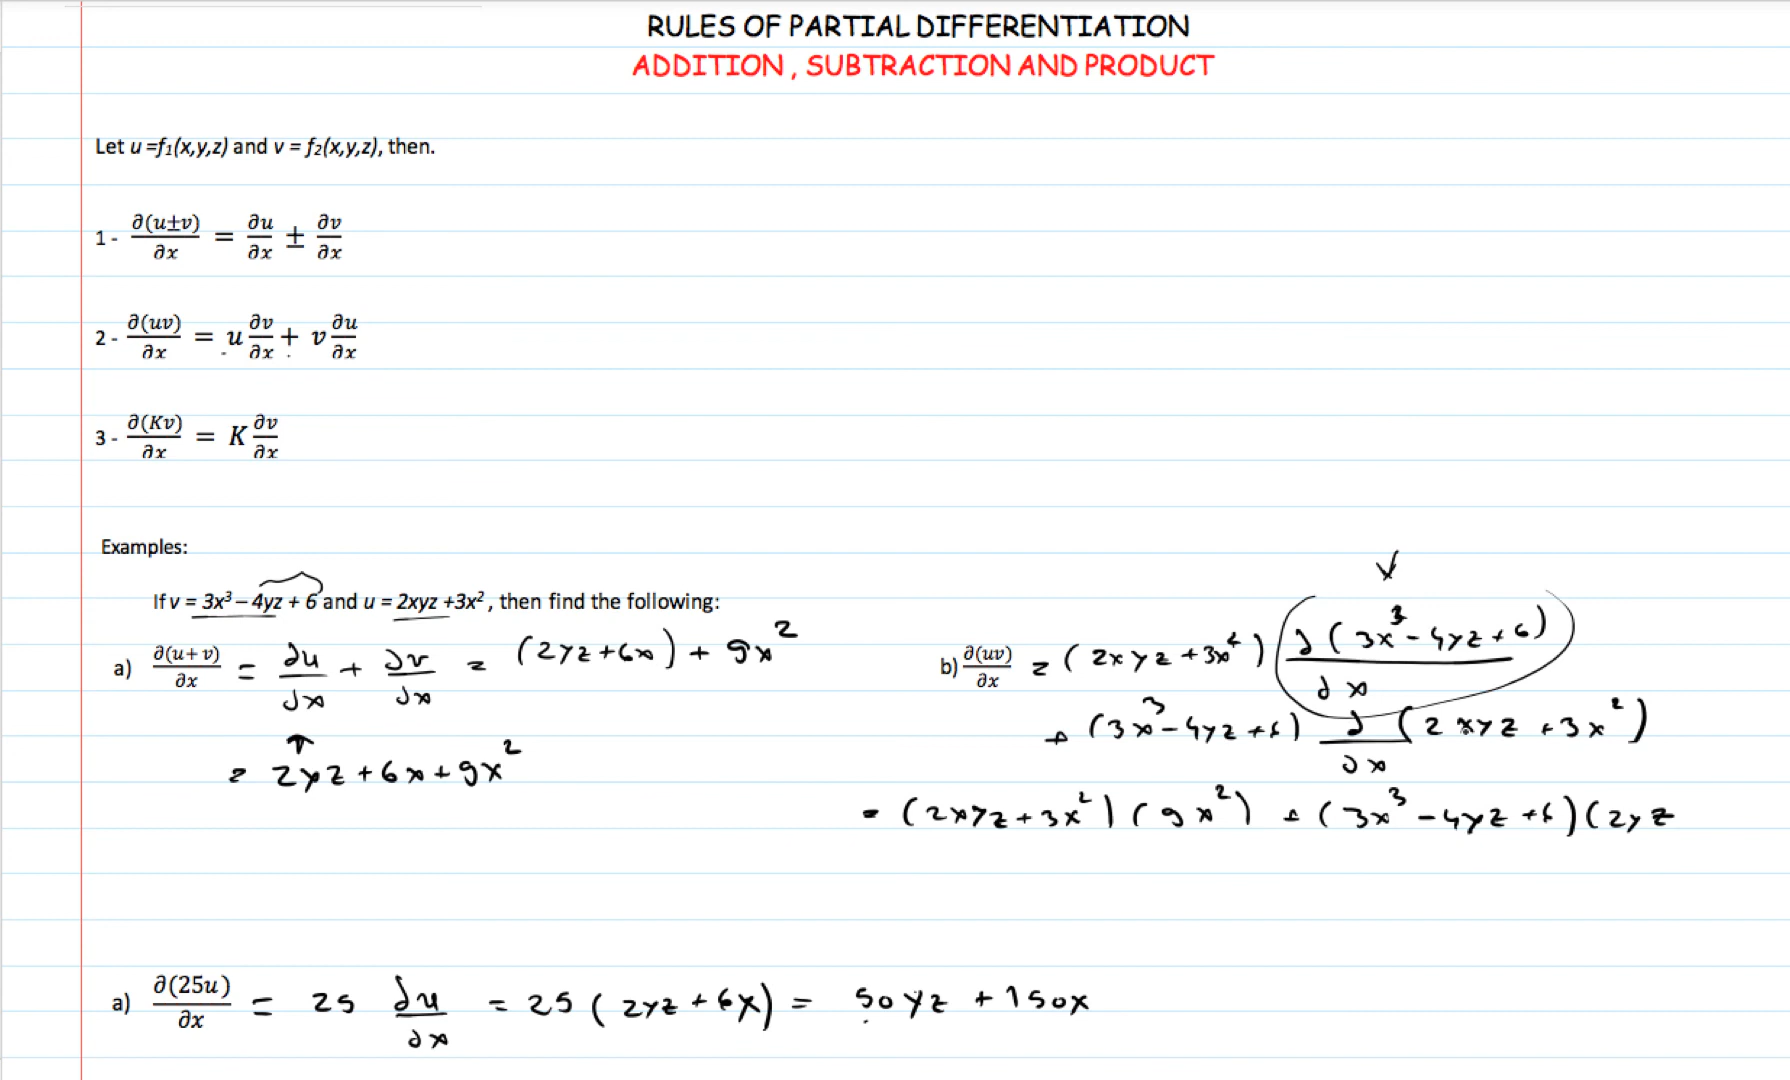 RULES OF PARTIAL DIFFERENTIATION
ADDITION , SUBTRACTION AND PRODUCT
Let u =f₁(x,y,z) and v = f₂(x,y,z), then.
1 - ∂(u±v)/∂x = ∂u/∂x ± ∂v/∂x
2 - ∂(uv)/∂x = u ∂v/∂x + v ∂u/∂x
3 - ∂(Kv)/∂x = K ∂v/∂x
Examples:
If v = 3x³ – 4yz + 6 and u = 2xyz +3x² , then find the following:
a) ∂(u+ v)/∂x = ∂u/∂x + ∂v/∂x = (2yz+6x) + 9x²
= 2yz+6x+9x²
b) ∂(uv)/∂x = (2xyz+3x²) ∂(3x³-4yz+6)/∂x
+ (3x³-4yz+6) ∂/∂x (2xyz+3x²)
= (2xyz+3x²)(9x²) + (3x³-4yz+6)(2yz
a) ∂(25u)/∂x = 25 ∂u/∂x = 25(2yz+6x) = 50yz + 150x